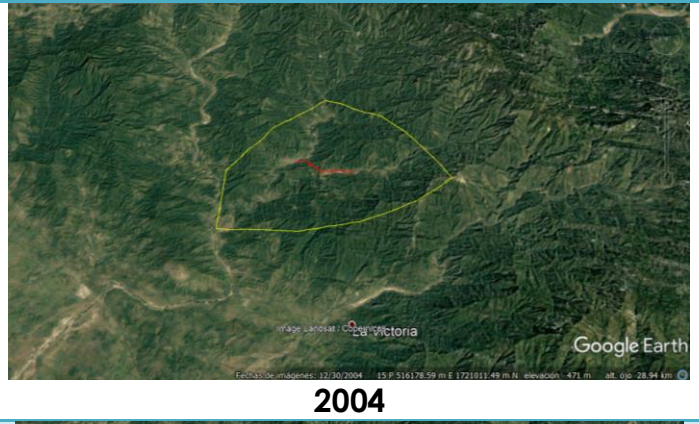 Image Landsat / Copernicus
La Victoria
Google Earth
Fechas de imágenes: 12/30/2004 15 P 516178.59 m E 1721011.49 m N elevación 471 m alt. ojo 28.94 km
2004